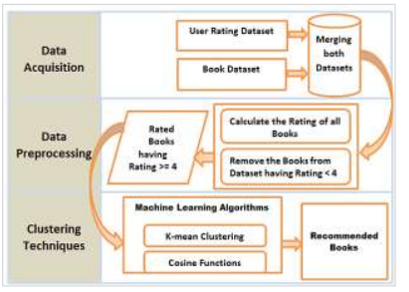 Data
Acquisition
User Rating Dataset
Book Dataset
Merging
both
Datasets
Data
Preprocessing
Rated
Books
having
Rating >= 4
Calculate the Rating of all
Books
Remove the Books from
Dataset having Rating < 4
Clustering
Techniques
Machine Learning Algorithms
K-mean Clustering
Cosine Functions
Recommended
Books